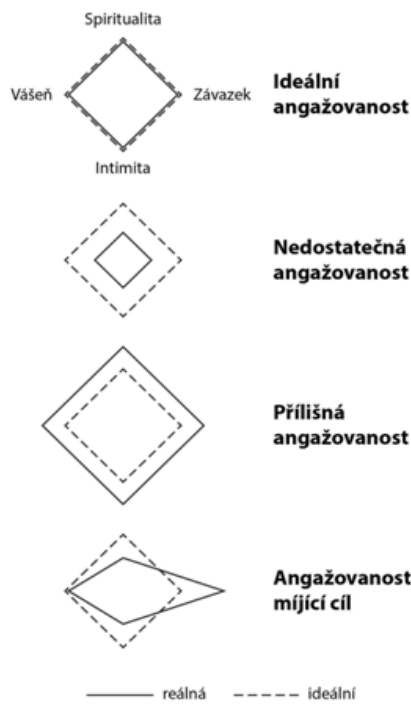 Spiritualita
Vášeň
Závazek
Intimita
Ideální
angažovanost
Nedostatečná
angažovanost
Přílišná
angažovanost
Angažovanost
míjící cíl
reálná
ideální